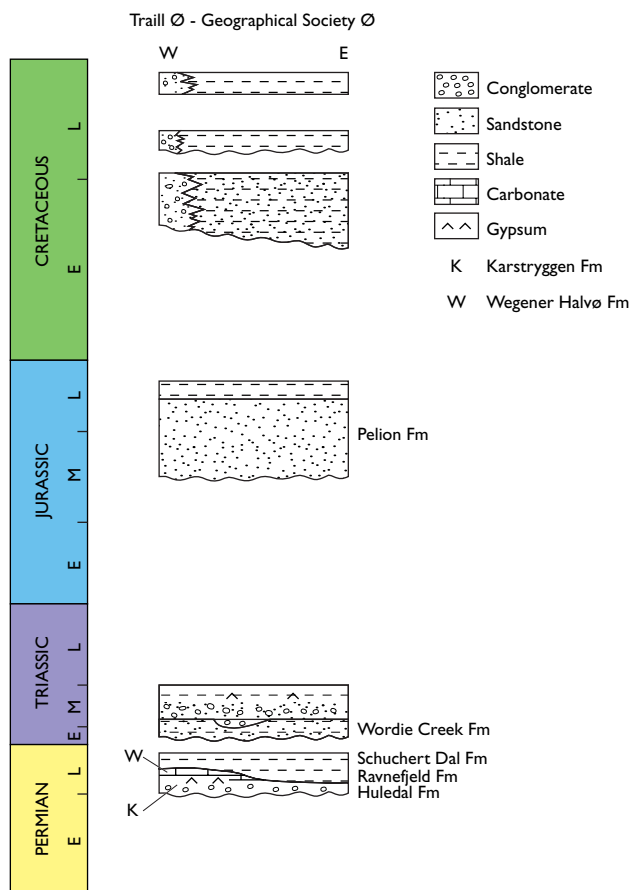 Traill Ø - Geographical Society Ø
W E
Conglomerate
Sandstone
Shale
Carbonate
Gypsum
K Karstryggen Fm
W Wegener Halvø Fm
CRETACEOUS
L
E
JURASSIC
L
M
E
Pelion Fm
TRIASSIC
L
M
E
Wordie Creek Fm
PERMIAN
L
E
W
K
Schuchert Dal Fm
Ravnefjeld Fm
Huledal Fm